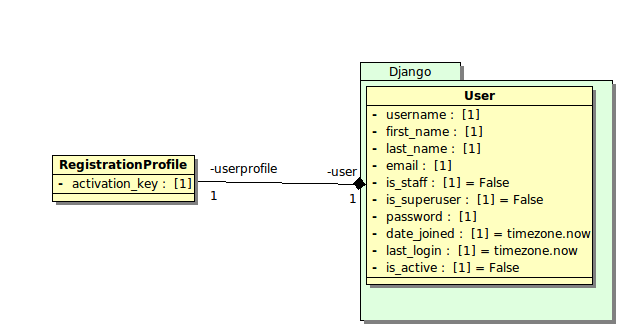 Django
User
- username : [1]
- first_name : [1]
- last_name : [1]
- email : [1]
- is_staff : [1] = False
- is_superuser : [1] = False
- password : [1]
- date_joined : [1] = timezone.now
- last_login : [1] = timezone.now
- is_active : [1] = False
RegistrationProfile
- activation_key : [1]
-userprofile
1
-user
1